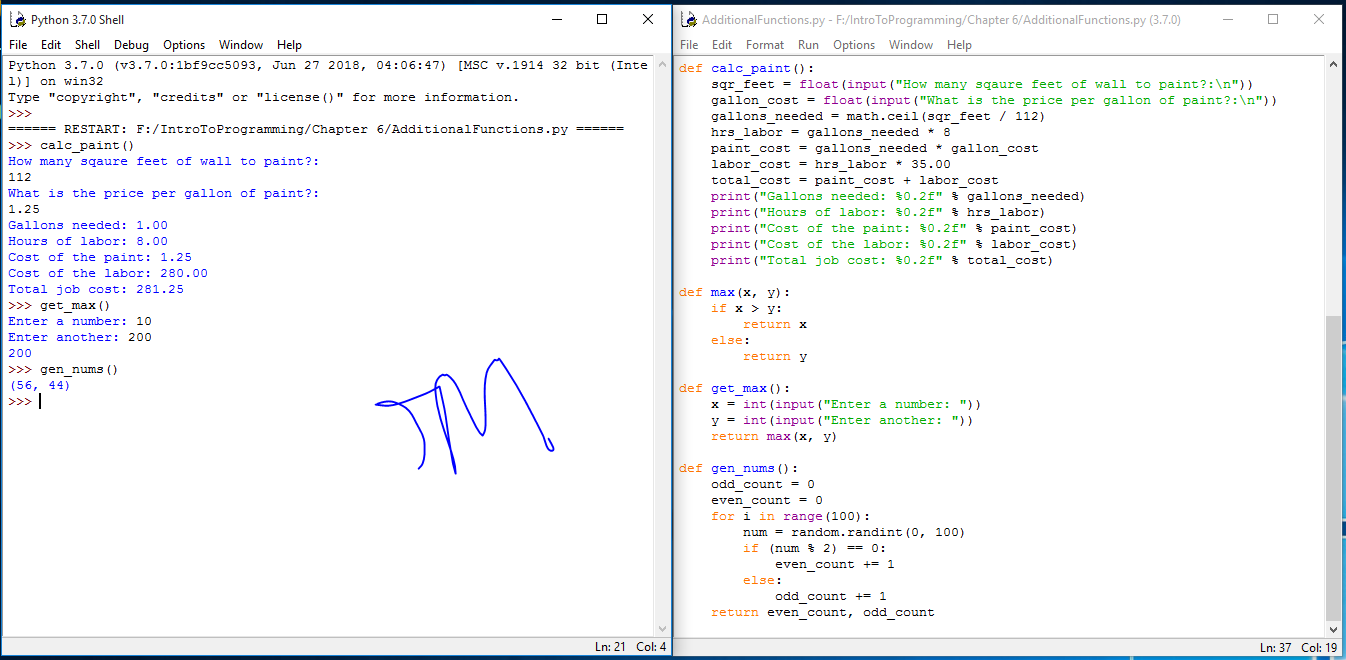 Python 3.7.0 Shell
File Edit Shell Debug Options Window Help
Python 3.7.0 (v3.7.0:1bf9cc5093, Jun 27 2018, 04:06:47) [MSC v.1914 32 bit (Inte
l)] on win32
Type "copyright", "credits" or "license()" for more information.
>>>
====== RESTART: F:/IntroToProgramming/Chapter 6/AdditionalFunctions.py ======
>>> calc_paint()
How many sqaure feet of wall to paint?:
112
What is the price per gallon of paint?:
1.25
Gallons needed: 1.00
Hours of labor: 8.00
Cost of the paint: 1.25
Cost of the labor: 280.00
Total job cost: 281.25
>>> get_max()
Enter a number: 10
Enter another: 200
200
>>> gen_nums()
(56, 44)
>>>
JM
Ln: 21 Col: 4
AdditionalFunctions.py - F:/IntroToProgramming/Chapter 6/AdditionalFunctions.py (3.7.0)
File Edit Format Run Options Window Help
def calc_paint():
    sqr_feet = float(input("How many sqaure feet of wall to paint?:\n"))
    gallon_cost = float(input("What is the price per gallon of paint?:\n"))
    gallons_needed = math.ceil(sqr_feet / 112)
    hrs_labor = gallons_needed * 8
    paint_cost = gallons_needed * gallon_cost
    labor_cost = hrs_labor * 35.00
    total_cost = paint_cost + labor_cost
    print("Gallons needed: %0.2f" % gallons_needed)
    print("Hours of labor: %0.2f" % hrs_labor)
    print("Cost of the paint: %0.2f" % paint_cost)
    print("Cost of the labor: %0.2f" % labor_cost)
    print("Total job cost: %0.2f" % total_cost)
def max(x, y):
    if x > y:
        return x
    else:
        return y
def get_max():
    x = int(input("Enter a number: "))
    y = int(input("Enter another: "))
    return max(x, y)
def gen_nums():
    odd_count = 0
    even_count = 0
    for i in range(100):
        num = random.randint(0, 100)
        if (num % 2) == 0:
            even_count += 1
        else:
            odd_count += 1
    return even_count, odd_count
Ln: 37 Col: 19